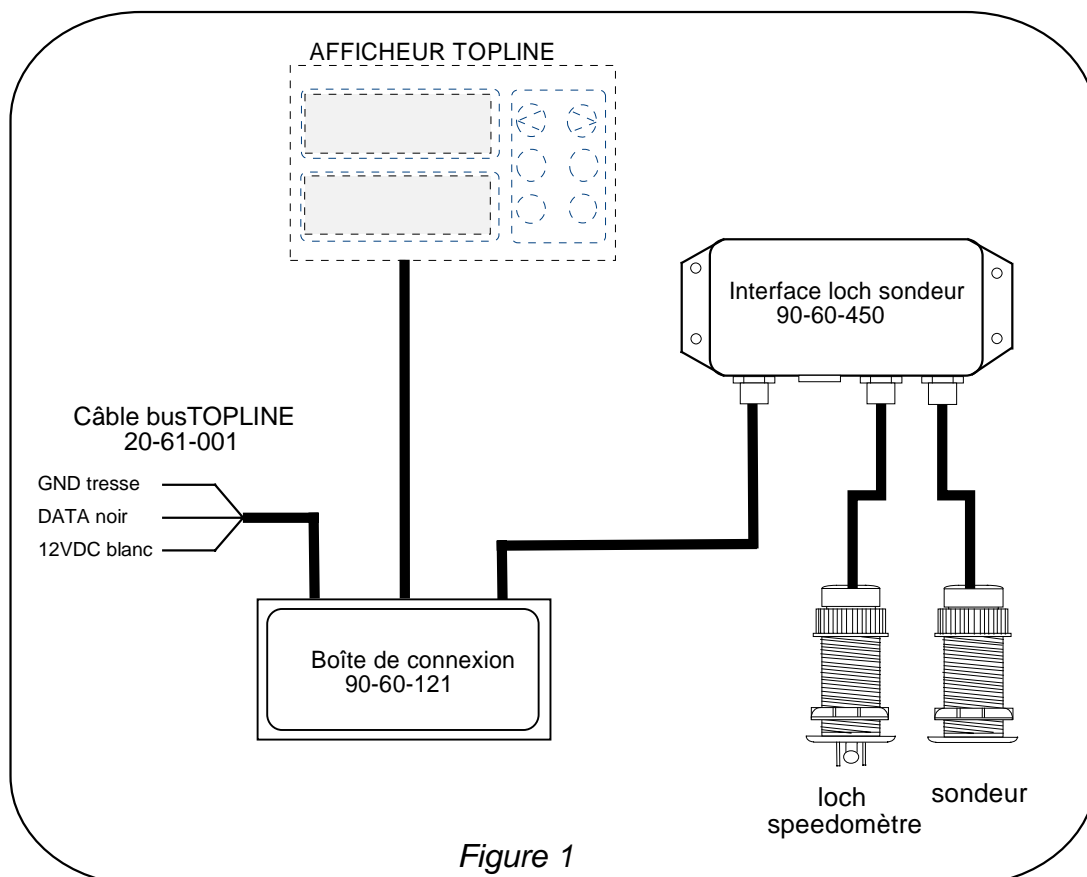 AFFICHEUR TOPLINE
Interface loch sondeur
90-60-450
Câble busTOPLINE
20-61-001
GND tresse
DATA noir
12VDC blanc
Boîte de connexion
90-60-121
loch
speedomètre
sondeur
Figure 1